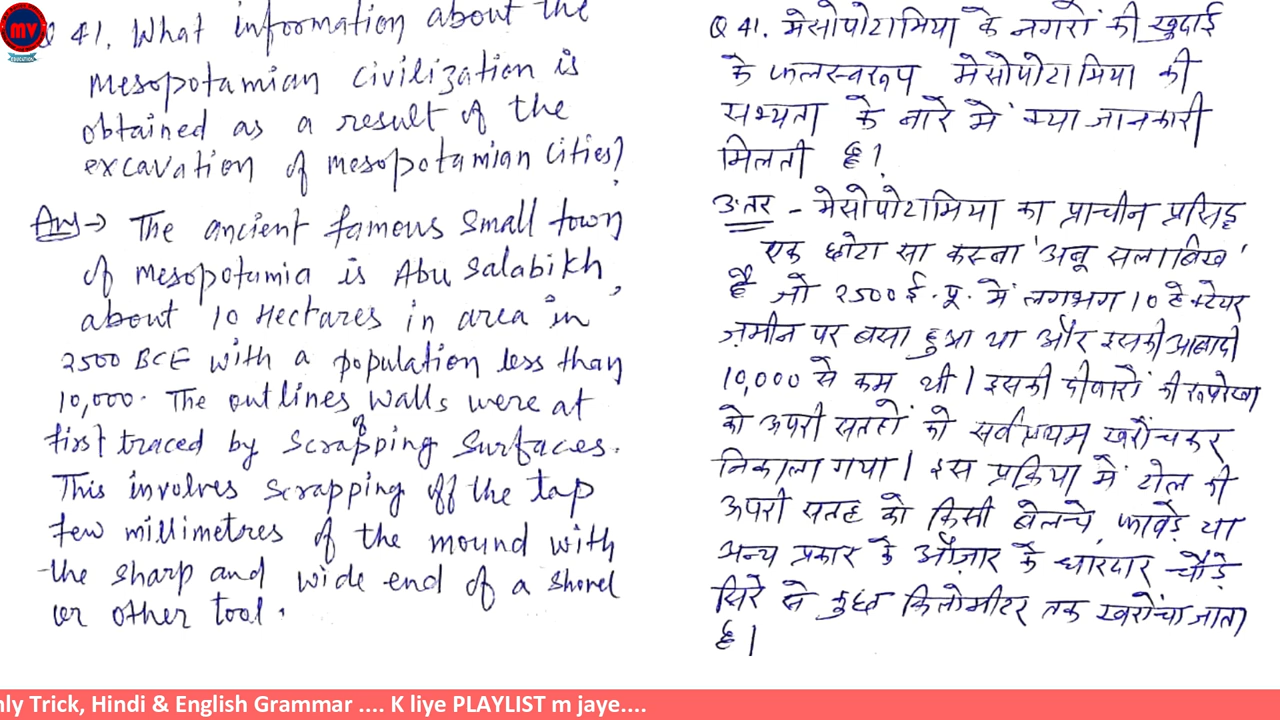 mv
EDUCATION
Q 41. What information about the
mesopotamian civilization is
obtained as a result of the
excavation of mesopotamian cities?
Ans → The ancient famous small town
of mesopotamia is Abu salabikh,
about 10 Hectares in area in
2500 BCE with a population less than
10,000. The outlines of walls were at
first traced by scrapping surfaces.
This involves scrapping off the tap
few millimetres of the mound with
the sharp and wide end of a shovel
or other tool.
Q 41. मेसोपोटामिया के नगरों की खुदाई
के फलस्वरूप मेसोपोटामिया की
सभ्यता के बारे में क्या जानकारी
मिलती है?
उत्तर - मेसोपोटामिया का प्राचीन प्रसिद्ध
एक छोटा सा कस्बा 'अबू सलाबिख'
है जो 2500 ई. पू. में लगभग 10 हेक्टेयर
ज़मीन पर बसा हुआ था और इसकी आबादी
10,000 से कम थी। इसकी दीवारों की रूपरेखा
को ऊपरी सतहों को सर्वप्रथम खरोंचकर
निकाला गया। इस प्रक्रिया में टीले की
ऊपरी सतह को किसी बेलचे, फावड़े या
अन्य प्रकार के औज़ार के धारदार चौड़े
सिरे से कुछ किलोमीटर तक खरोंचा जाता
है।
nly Trick, Hindi & English Grammar .... K liye PLAYLIST m jaye....